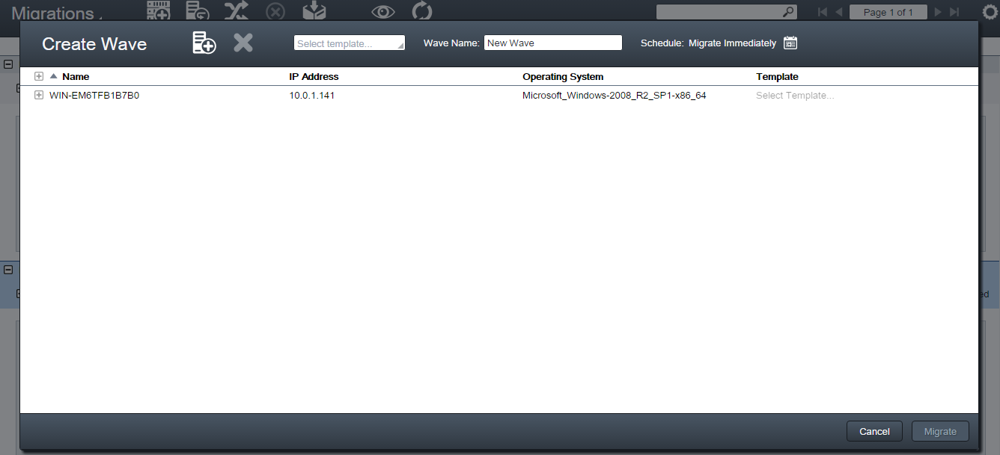 Migrations
Page 1 of 1
Create Wave
Select template...
Wave Name: New Wave
Schedule: Migrate Immediately
Name IP Address Operating System Template
WIN-EM6TFB1B7B0 10.0.1.141 Microsoft_Windows-2008_R2_SP1-x86_64 Select Template...
ed
Cancel Migrate